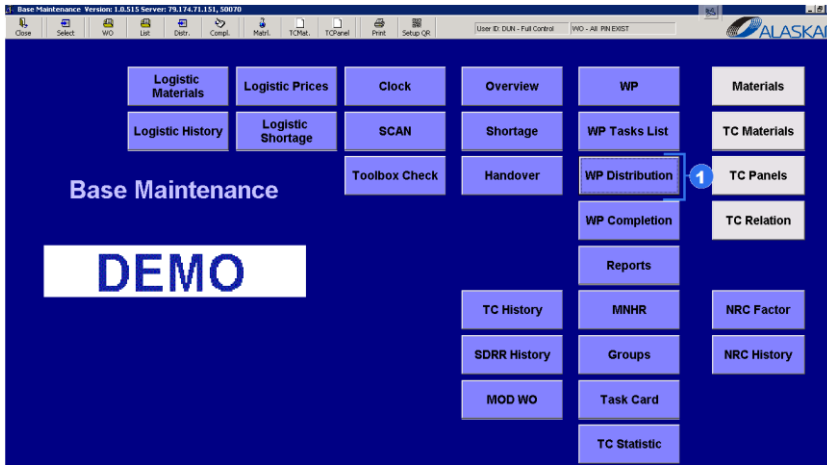 Base Maintenance Version: 1.0.515 Server: 79.174.71.151, 50070
Close Select WO List Distr. Compl. Matrl. TCMat. TCPanel Print Setup QR
User ID: DUN - Full Control WO - All PIN EXIST
ALASKAR
Logistic Materials
Logistic Prices
Clock
Overview
WP
Materials
Logistic History
Logistic Shortage
SCAN
Shortage
WP Tasks List
TC Materials
Toolbox Check
Handover
WP Distribution
1
TC Panels
Base Maintenance
WP Completion
TC Relation
DEMO
Reports
TC History
MNHR
NRC Factor
SDRR History
Groups
NRC History
MOD WO
Task Card
TC Statistic